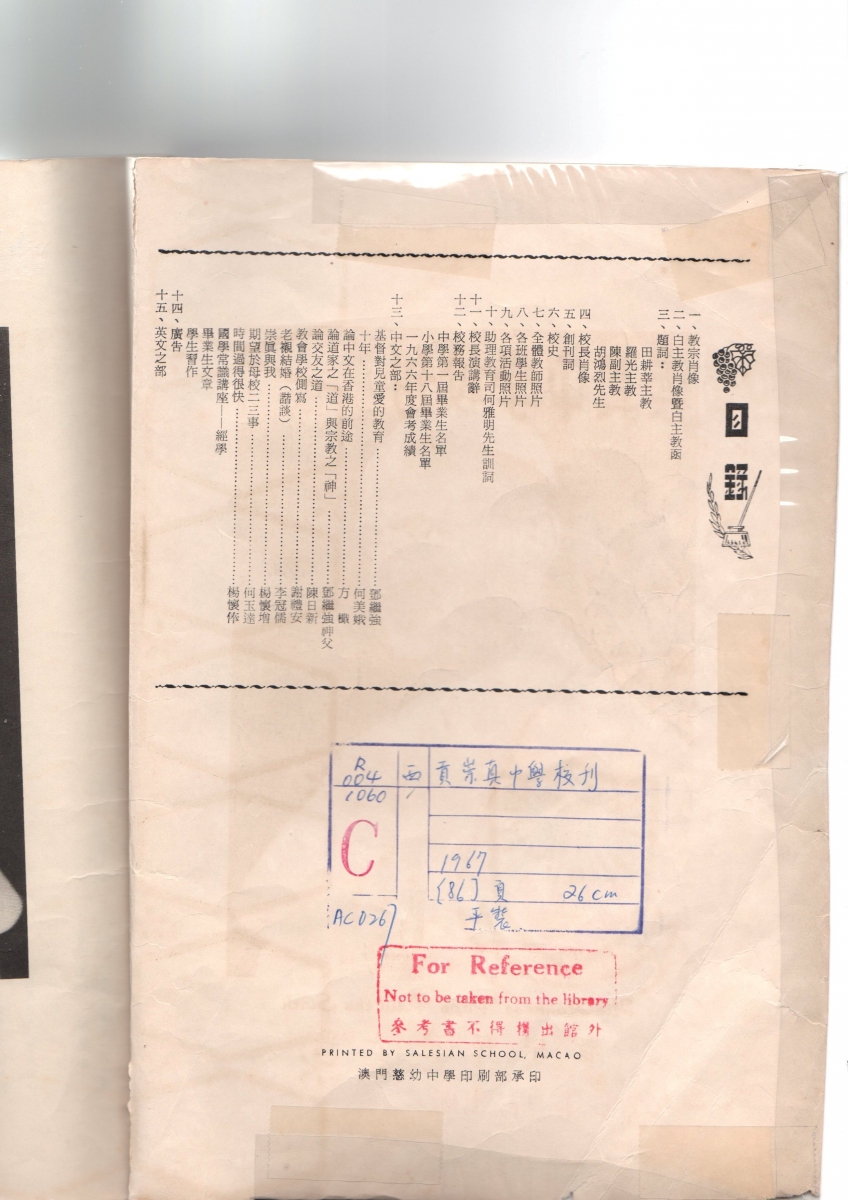 目錄
一、教宗肖像
二、白主教肖像暨白主教函
三、題詞：
田耕莘主教
羅光主教
陳副主教
胡鴻烈先生
四、校長肖像
五、創刊詞
六、校史
七、全體教師照片
八、各班學生照片
九、各項活動照片
十、助理教育司何雅明先生訓詞
十一、校長演講辭
十二、校務報告
中學第一屆畢業生名單
小學第十八屆畢業生名單
一九六六年度會考成績
十三、中文之部：
基督對兒童愛的教育………鄧繼強
十年………何美娥
論中文在香港的前途………方
論道家之「道」與宗教之「神」………鄧繼強神父
論交友之道………陳日新
教會學校側寫………謝禮安
老襯結婚（諧談）………李冠儒
崇眞與我………楊懷增
期望於母校二三事………何玉逵
時間過得很快………楊懷俸
國學常識講座——經學
畢業生文章
學生習作
十四、廣告
十五、英文之部
R
004
1060
西貢崇真中學校刊
C
1967
[86]頁 26cm
平裝
AC026
For Reference
Not to be taken from the library
參考書不得攜出館外
PRINTED BY SALESIAN SCHOOL, MACAO
澳門慈幼中學印刷部承印